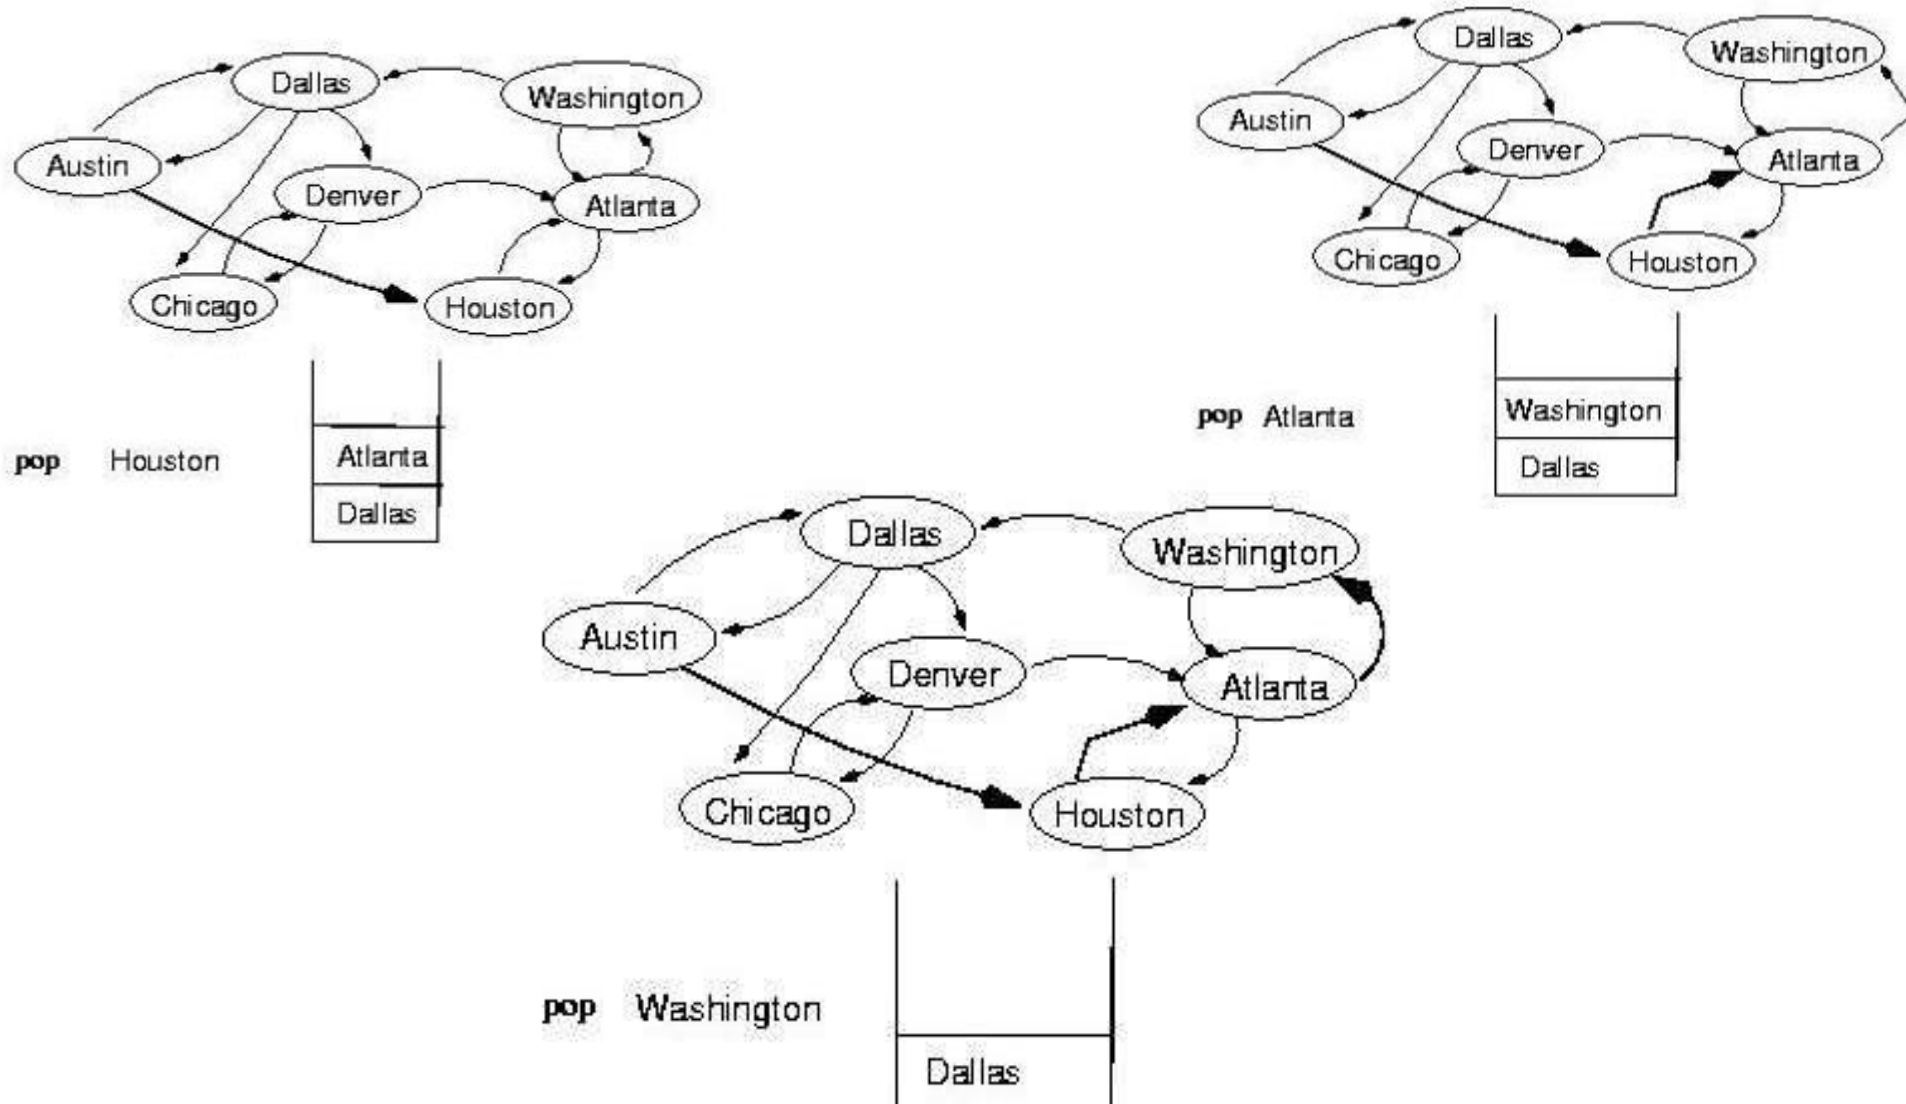 Dallas
Washington
Austin
Denver
Atlanta
Chicago
Houston
pop Houston
Atlanta
Dallas
Dallas
Washington
Austin
Denver
Atlanta
Chicago
Houston
pop Atlanta
Washington
Dallas
Dallas
Washington
Austin
Denver
Atlanta
Chicago
Houston
pop Washington
Dallas